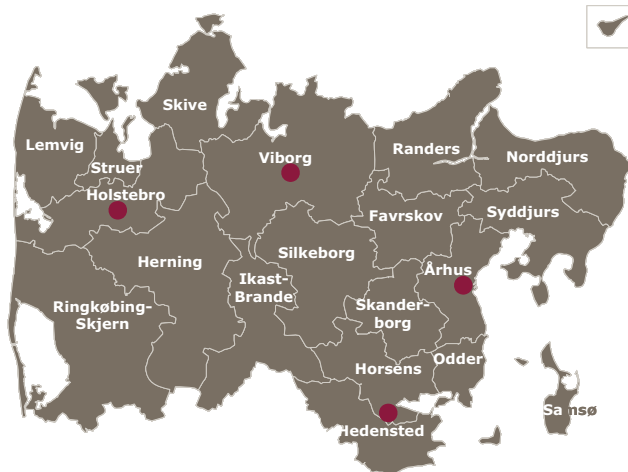 Skive
Lemvig
Struer
Viborg
Randers
Norddjurs
Holstebro
Favrskov
Syddjurs
Herning
Silkeborg
Århus
Ikast-
Brande
Ringkøbing-
Skjern
Skander-
borg
Horsens
Odder
Samsø
Hedensted